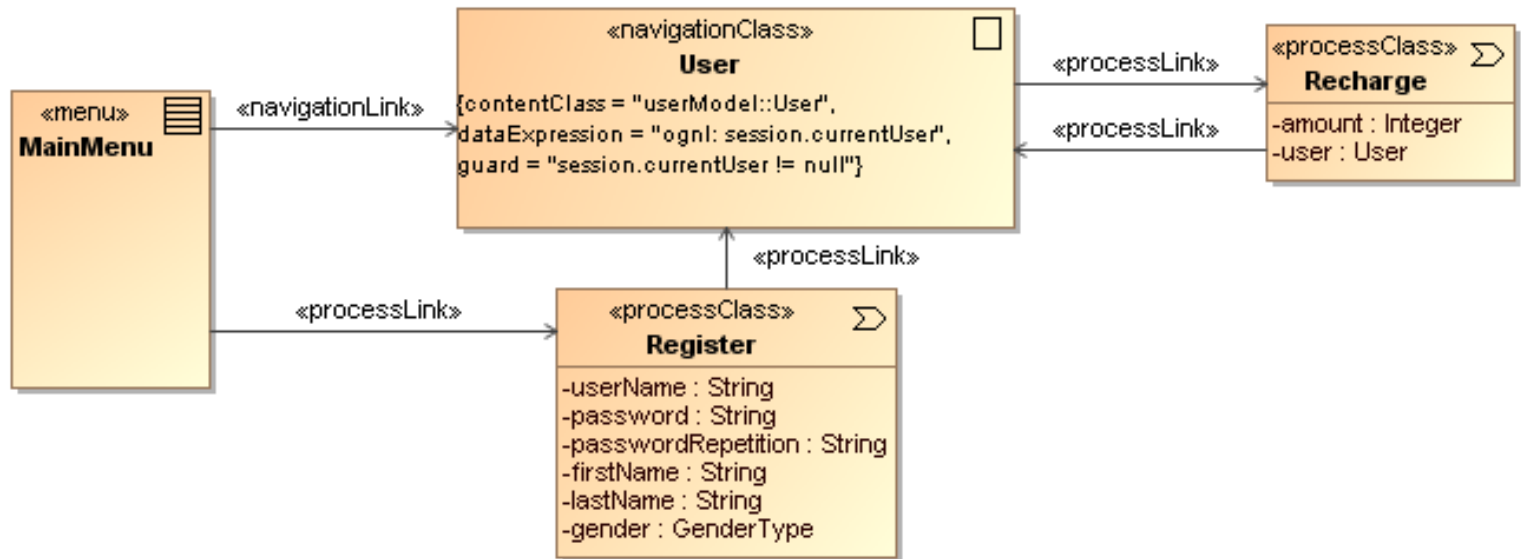 «menu»
MainMenu
«navigationLink»
«navigationClass»
User
{contentClass = "userModel::User",
dataExpression = "ognl: session.currentUser",
guard = "session.currentUser != null"}
«processLink»
«processLink»
«processClass»
Recharge
-amount : Integer
-user : User
«processLink»
«processLink»
«processClass»
Register
-userName : String
-password : String
-passwordRepetition : String
-firstName : String
-lastName : String
-gender : GenderType